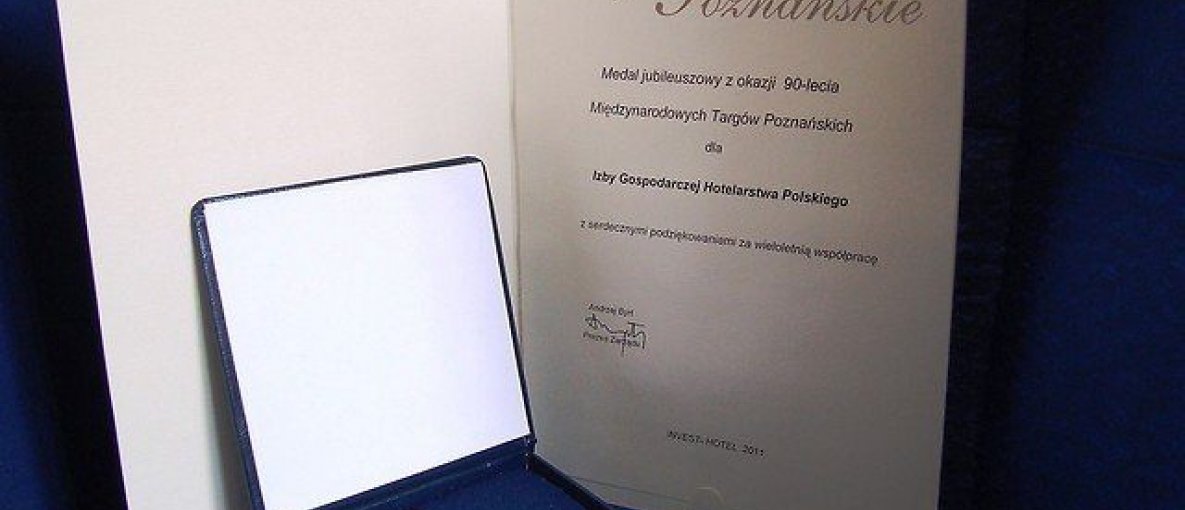 Poznańskie
Medal jubileuszowy z okazji 90-lecia
Międzynarodowych Targów Poznańskich
dla
Izby Gospodarczej Hotelarstwa Polskiego
z serdecznymi podziękowaniami za wieloletnią współpracę
Andrzej Byrt
Prezes Zarządu
INVEST-HOTEL 2011